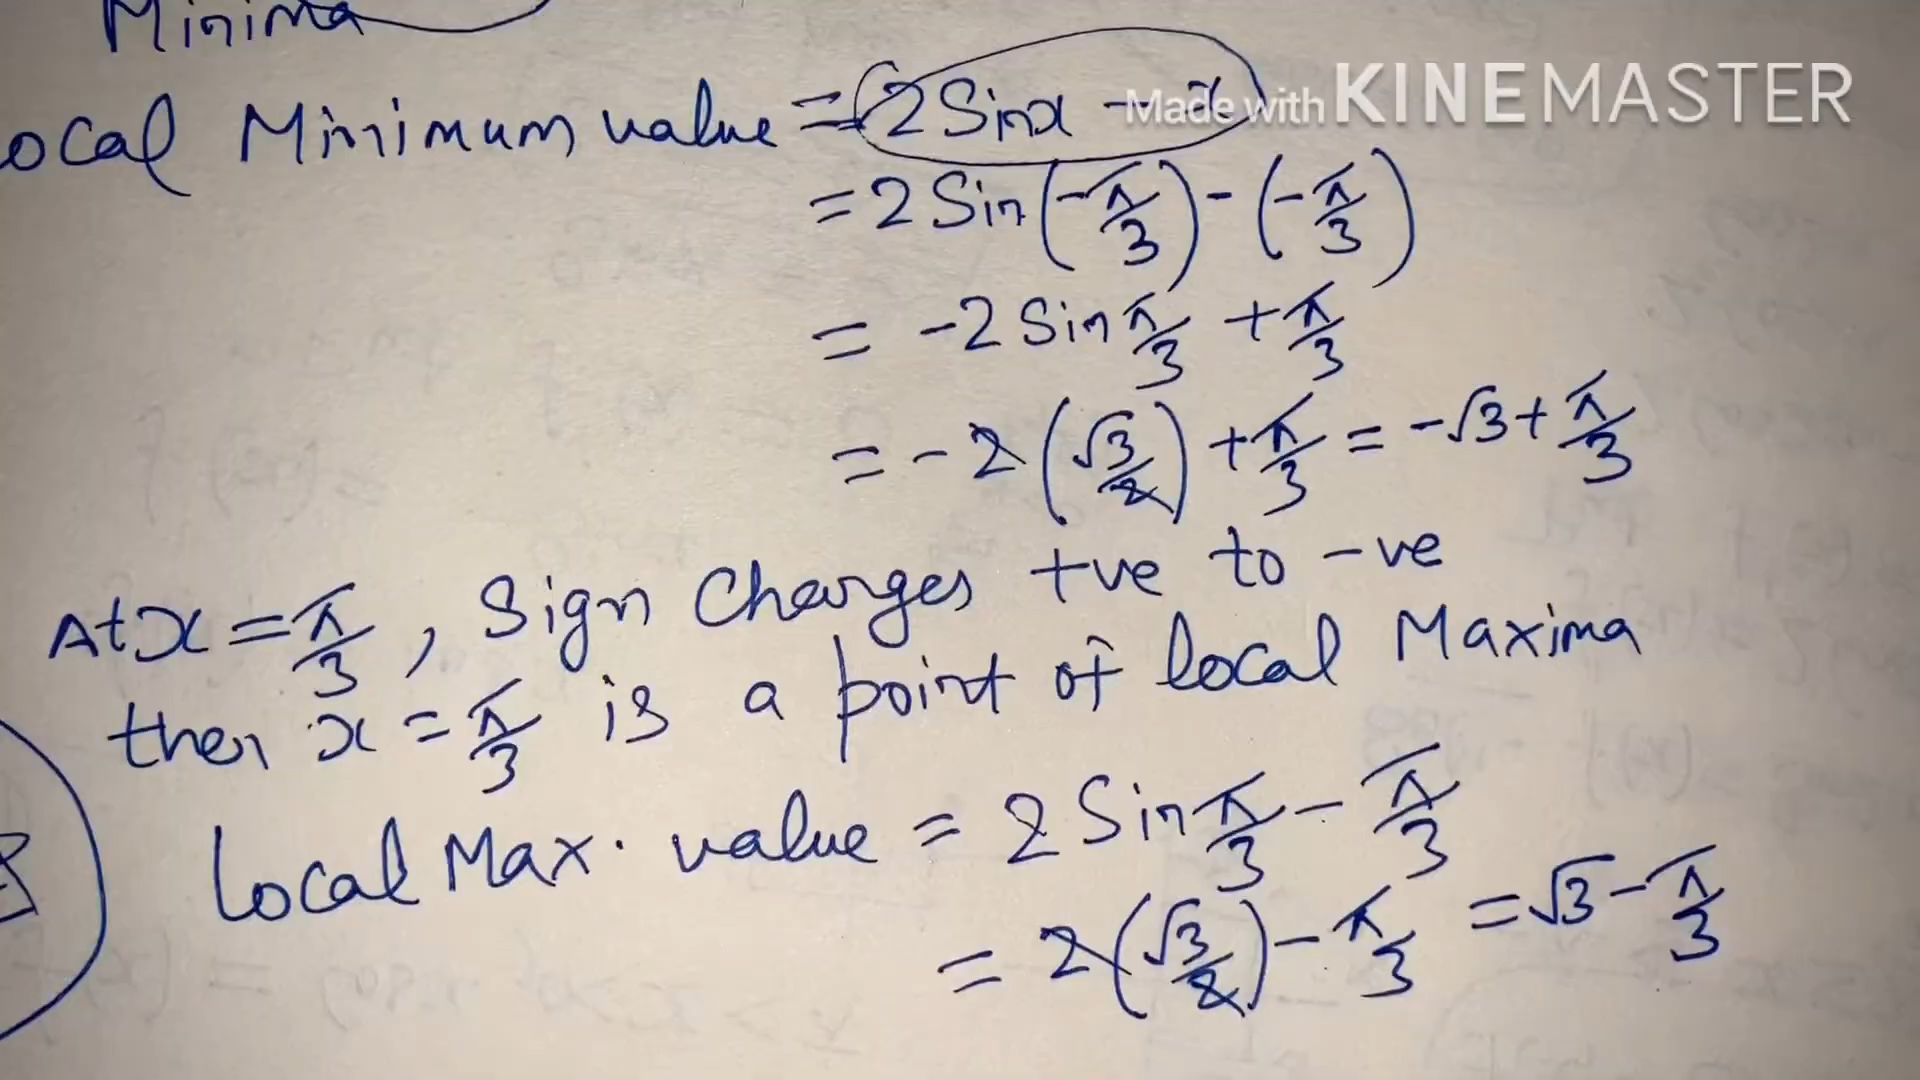 Minima
ocal Minimum value = 2 Sinx - x
Made with KINEMASTER
= 2 Sin(-π/3) - (-π/3)
= -2 Sin π/3 + π/3
= -2 (√3/2) + π/3 = -√3 + π/3
At x = π/3, Sign Changes +ve to -ve
then x = π/3 is a point of local Maxima
Local Max. value = 2 Sin π/3 - π/3
= 2(√3/2) - π/3 = √3 - π/3